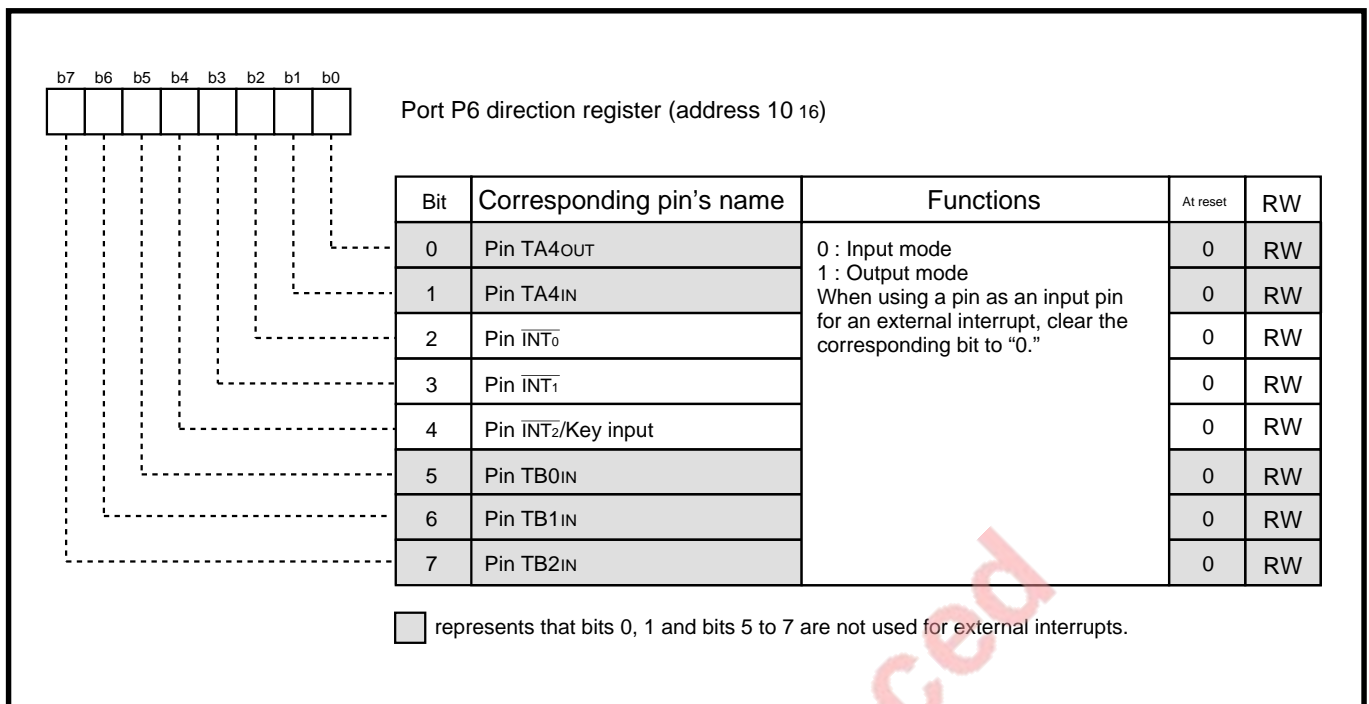 b7 b6 b5 b4 b3 b2 b1 b0
Port P6 direction register (address 10 16)
Bit Corresponding pin’s name Functions At reset RW
0 Pin TA4OUT 0 : Input mode 0 RW
1 : Output mode
1 Pin TA4IN When using a pin as an input pin 0 RW
for an external interrupt, clear the
2 Pin INT0 corresponding bit to “0.” 0 RW
3 Pin INT1 0 RW
4 Pin INT2/Key input 0 RW
5 Pin TB0IN 0 RW
6 Pin TB1IN 0 RW
7 Pin TB2IN 0 RW
represents that bits 0, 1 and bits 5 to 7 are not used for external interrupts.
ced